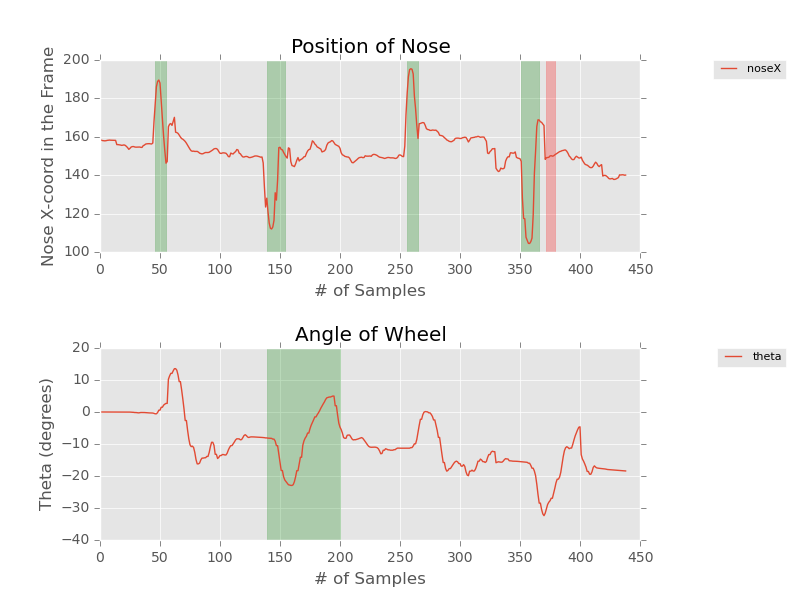 Position of Nose
Nose X-coord in the Frame
200
180
160
140
120
100
0 50 100 150 200 250 300 350 400 450
# of Samples
noseX
Angle of Wheel
Theta (degrees)
20
10
0
−10
−20
−30
−40
0 50 100 150 200 250 300 350 400 450
# of Samples
theta